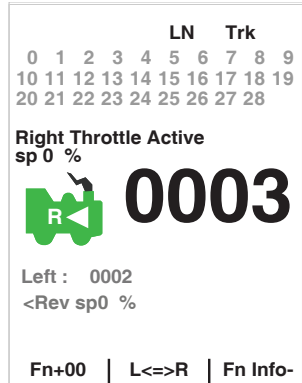 LN Trk
0 1 2 3 4 5 6 7 8 9
10 11 12 13 14 15 16 17 18 19
20 21 22 23 24 25 26 27 28
Right Throttle Active
sp 0 %
R
0003
Left : 0002
<Rev sp0 %
Fn+00 | L<=>R | Fn Info-